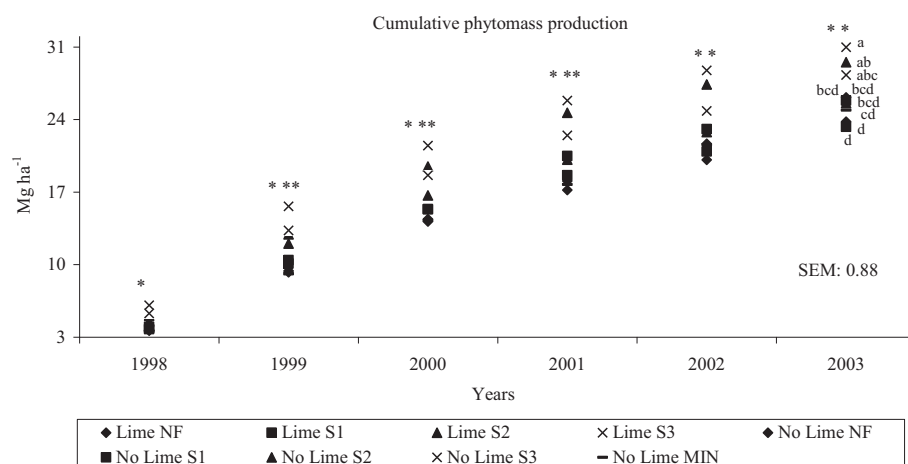 Cumulative phytomass production
31
24
17
10
3
Mg ha-1
*
* **
* **
* **
* *
* *
a
ab
abc
bcd
bcd
bcd
cd
d
d
SEM: 0.88
1998 1999 2000 2001 2002 2003
Years
Lime NF Lime S1 Lime S2 Lime S3 No Lime NF
No Lime S1 No Lime S2 No Lime S3 No Lime MIN